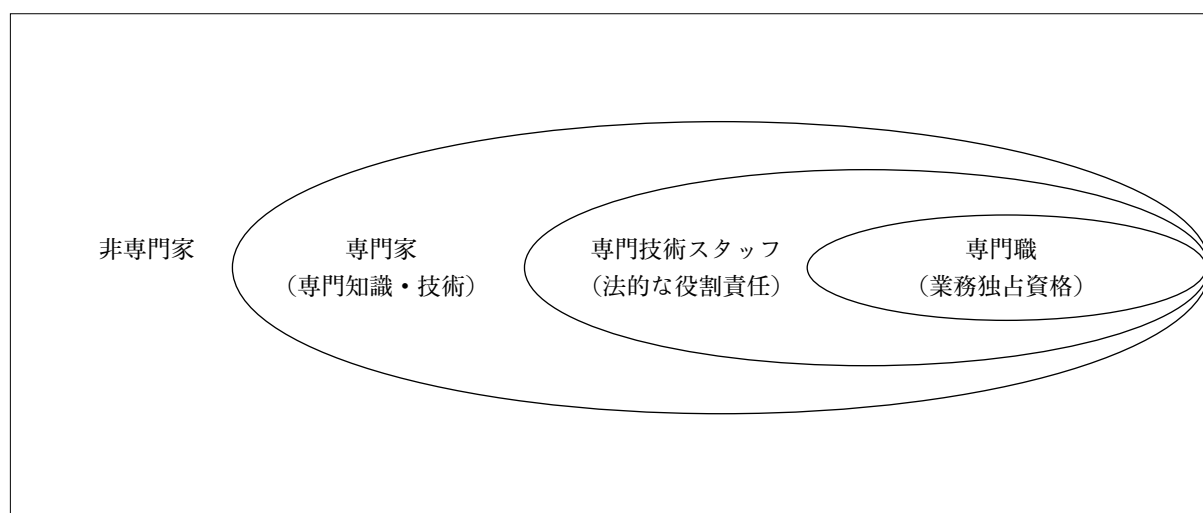 非専門家
専門家
（専門知識・技術）
専門技術スタッフ
（法的な役割責任）
専門職
（業務独占資格）